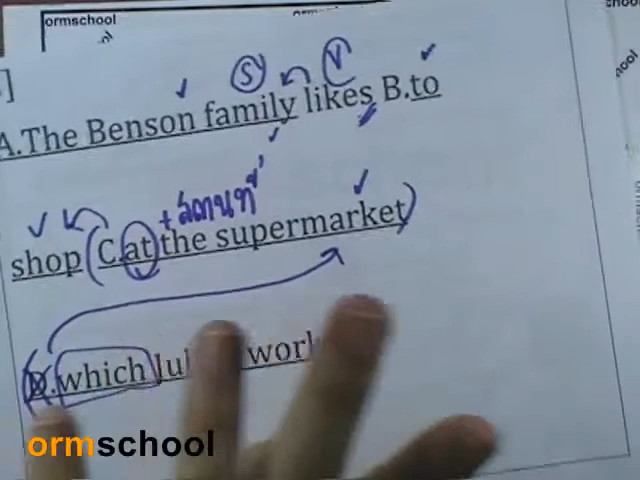 ormschool
A.The Benson family likes B.to
S V
+ สถานที่
shop (C.at the supermarket)
D.which
ormschool